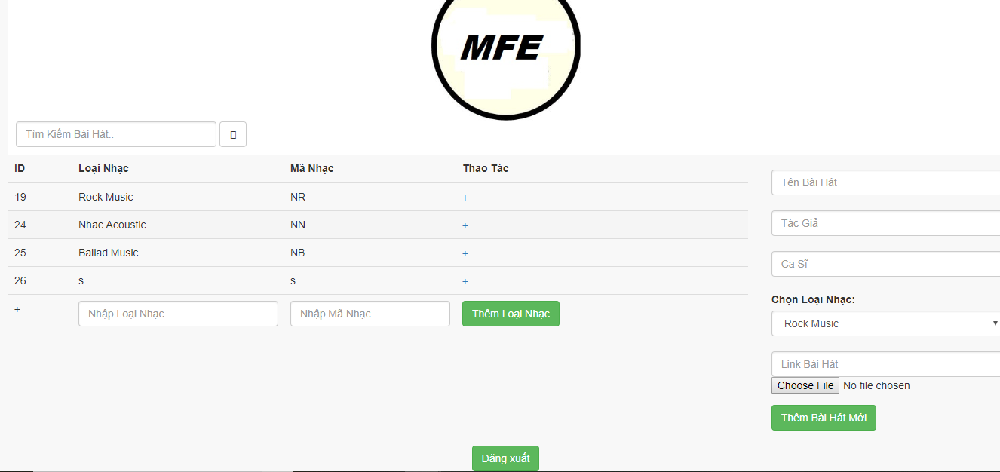 MFE
Tìm Kiếm Bài Hát..
ID Loại Nhạc Mã Nhạc Thao Tác
19 Rock Music NR +
24 Nhac Acoustic NN +
25 Ballad Music NB +
26 s s +
+ Nhập Loại Nhạc Nhập Mã Nhạc Thêm Loại Nhạc
Tên Bài Hát
Tác Giả
Ca Sĩ
Chọn Loại Nhạc:
Rock Music
Link Bài Hát
Choose File No file chosen
Thêm Bài Hát Mới
Đăng xuất